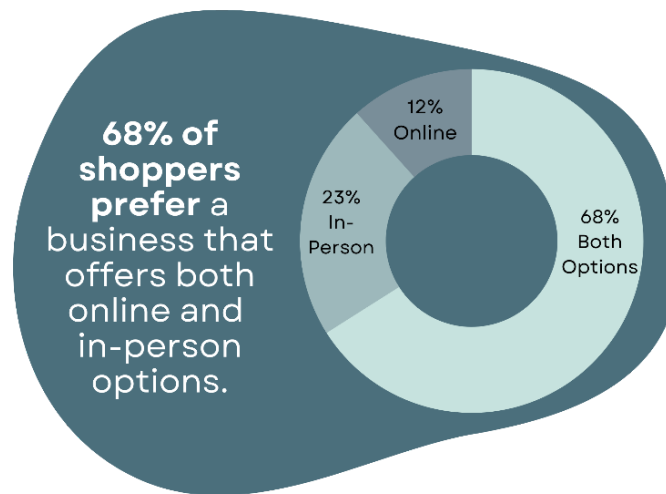 68% of
shoppers
prefer a
business that
offers both
online and
in-person
options.
12%
Online
23%
In-
Person
68%
Both
Options